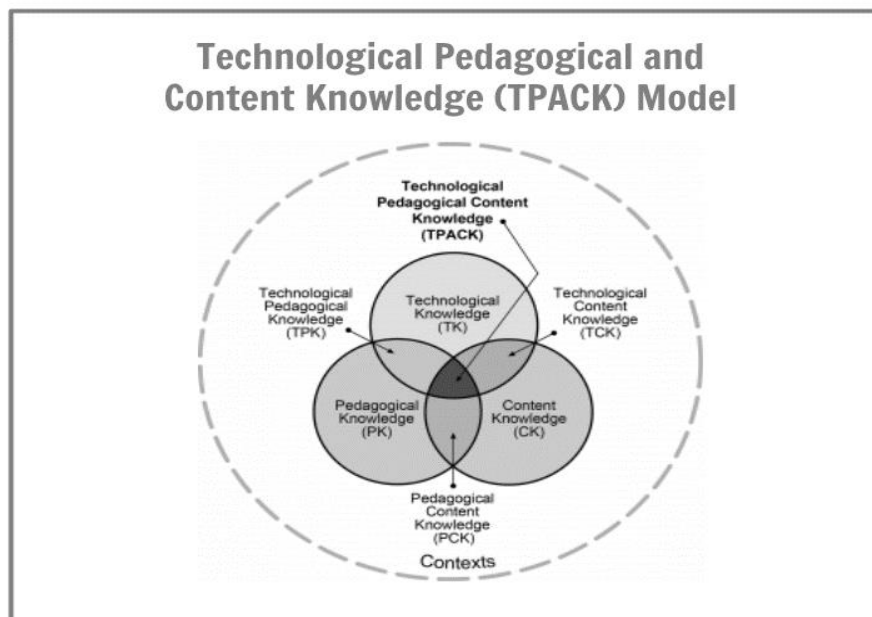 Technological Pedagogical and
Content Knowledge (TPACK) Model
Technological
Pedagogical Content
Knowledge
(TPACK)
Technological
Pedagogical
Knowledge
(TPK)
Technological
Knowledge
(TK)
Technological
Content
Knowledge
(TCK)
Pedagogical
Knowledge
(PK)
Content
Knowledge
(CK)
Pedagogical
Content
Knowledge
(PCK)
Contexts